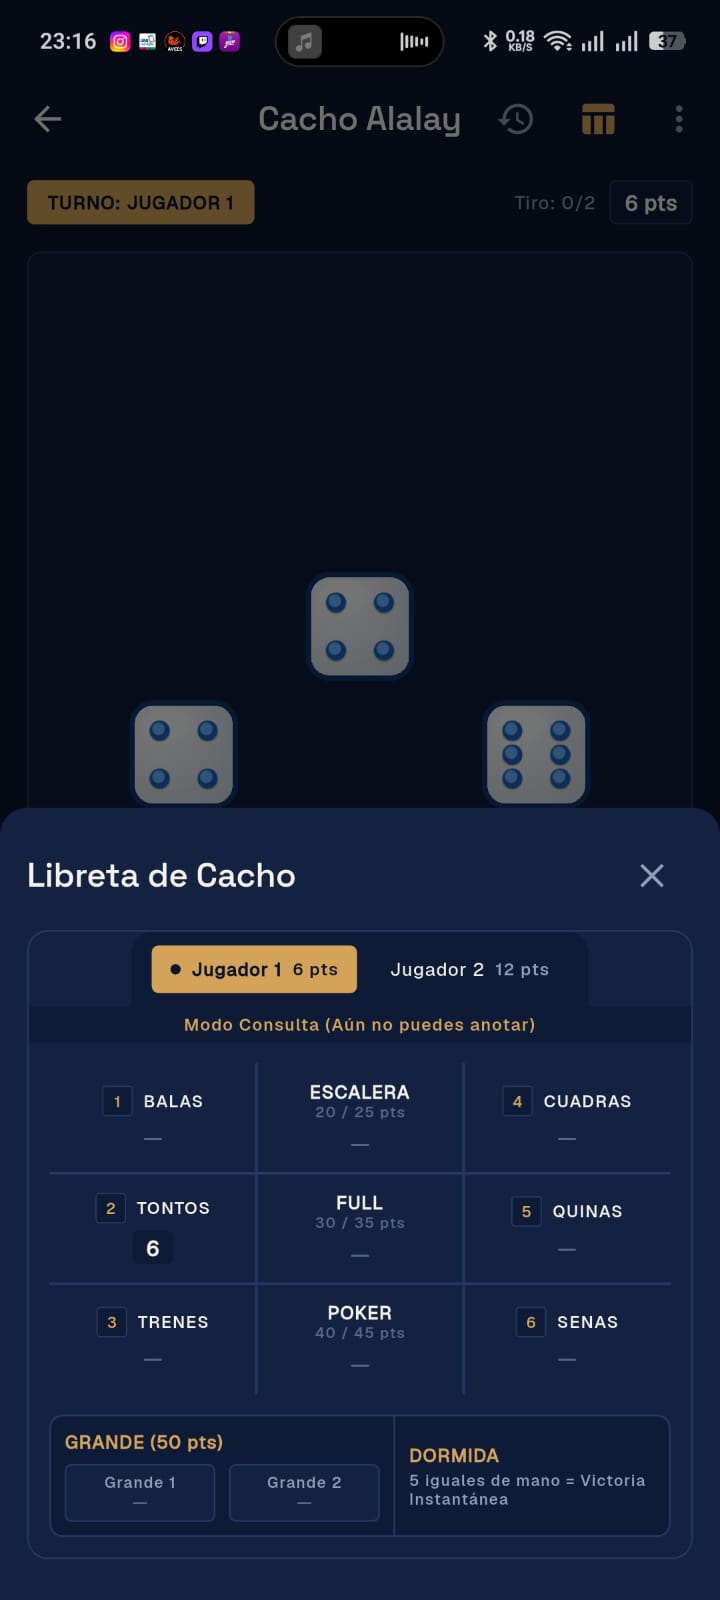 23:16
0.18
KB/S
37
Cacho Alalay
TURNO: JUGADOR 1
Tiro: 0/2
6 pts
Libreta de Cacho
Jugador 1 6 pts
Jugador 2 12 pts
Modo Consulta (Aún no puedes anotar)
1 BALAS
—
ESCALERA
20 / 25 pts
—
4 CUADRAS
—
2 TONTOS
6
FULL
30 / 35 pts
—
5 QUINAS
—
3 TRENES
—
POKER
40 / 45 pts
—
6 SENAS
—
GRANDE (50 pts)
Grande 1
—
Grande 2
—
DORMIDA
5 iguales de mano = Victoria
Instantánea